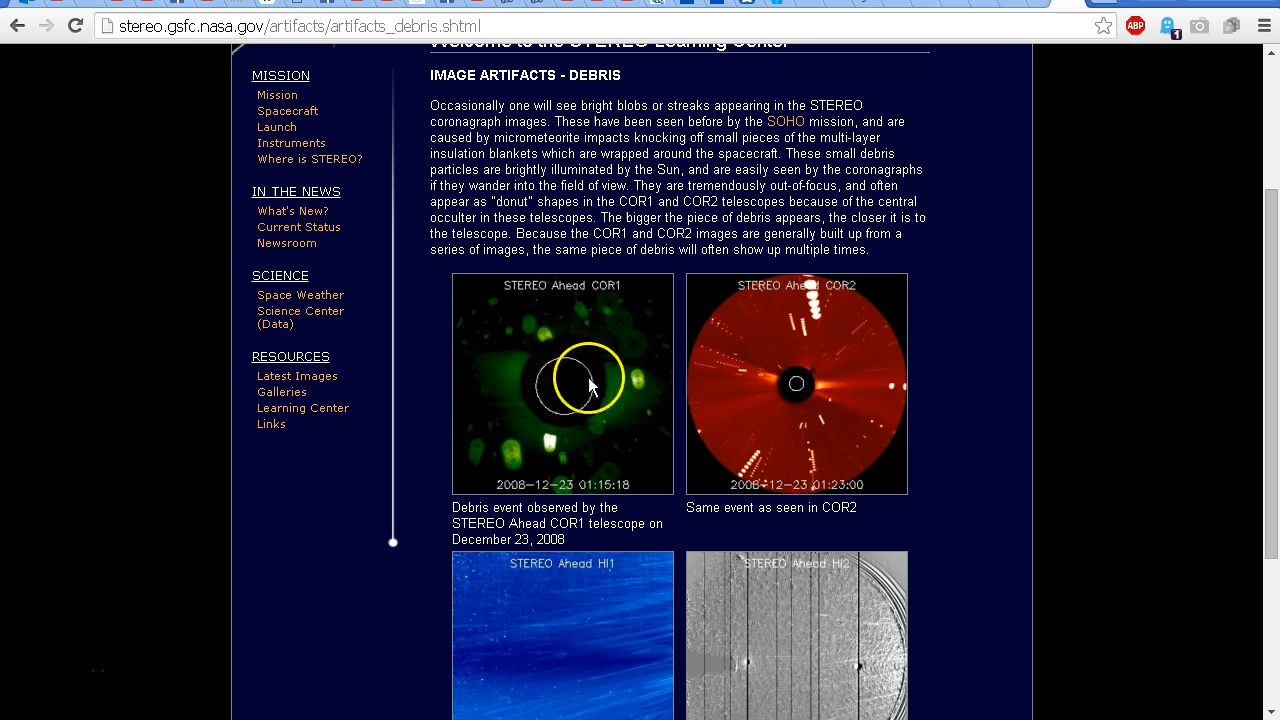 stereo.gsfc.nasa.gov/artifacts/artifacts_debris.shtml
ABP
1
Welcome to the STEREO Learning Center
MISSION
Mission
Spacecraft
Launch
Instruments
Where is STEREO?
IN THE NEWS
What's New?
Current Status
Newsroom
SCIENCE
Space Weather
Science Center
(Data)
RESOURCES
Latest Images
Galleries
Learning Center
Links
IMAGE ARTIFACTS - DEBRIS
Occasionally one will see bright blobs or streaks appearing in the STEREO
coronagraph images. These have been seen before by the SOHO mission, and are
caused by micrometeorite impacts knocking off small pieces of the multi-layer
insulation blankets which are wrapped around the spacecraft. These small debris
particles are brightly illuminated by the Sun, and are easily seen by the coronagraphs
if they wander into the field of view. They are tremendously out-of-focus, and often
appear as "donut" shapes in the COR1 and COR2 telescopes because of the central
occulter in these telescopes. The bigger the piece of debris appears, the closer it is to
the telescope. Because the COR1 and COR2 images are generally built up from a
series of images, the same piece of debris will often show up multiple times.
STEREO Ahead COR1
2008-12-23 01:15:18
STEREO Ahead COR2
2008-12-23 01:23:00
Debris event observed by the
STEREO Ahead COR1 telescope on
December 23, 2008
Same event as seen in COR2
STEREO Ahead HI1
STEREO Ahead HI2